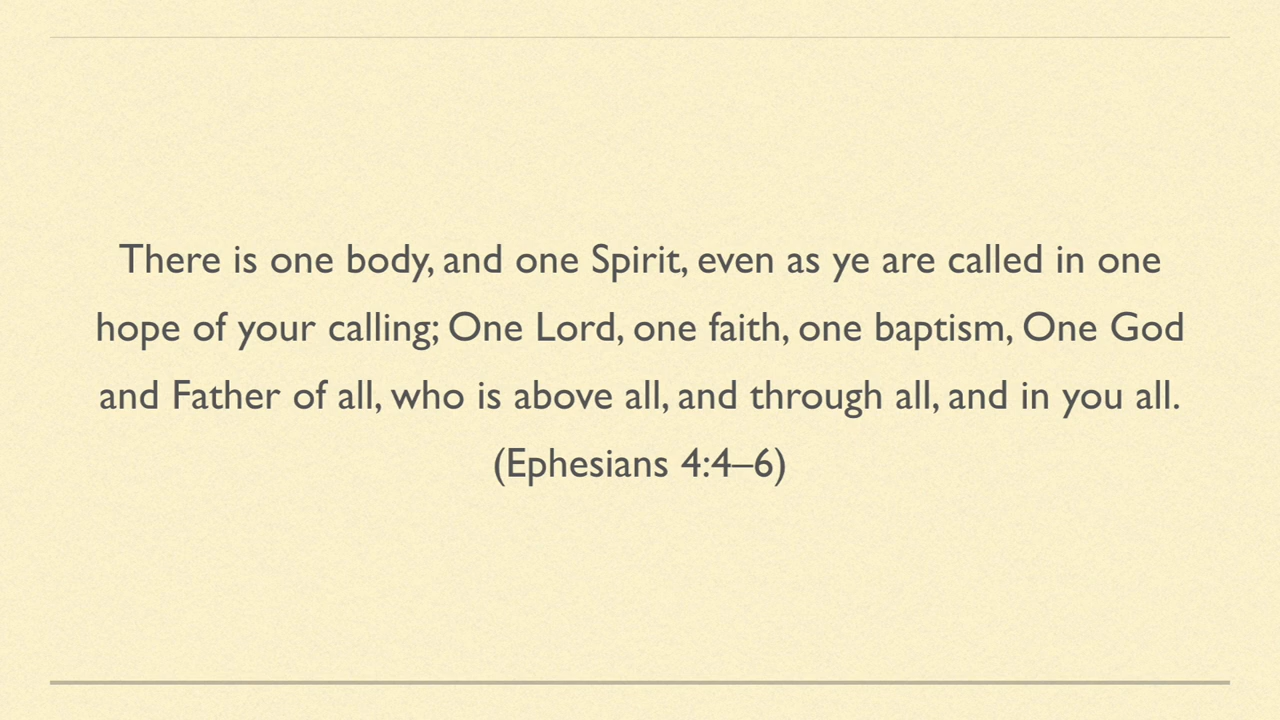 There is one body, and one Spirit, even as ye are called in one
hope of your calling; One Lord, one faith, one baptism, One God
and Father of all, who is above all, and through all, and in you all.
(Ephesians 4:4–6)